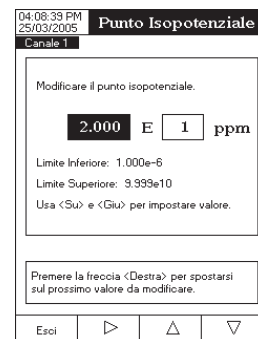 04:08:39 PM
25/03/2005
Punto Isopotenziale
Canale 1
Modificare il punto isopotenziale.
2.000 E 1 ppm
Limite Inferiore: 1.000e-6
Limite Superiore: 9.999e10
Usa <Su> e <Giu> per impostare valore.
Premere la freccia <Destra> per spostarsi
sul prossimo valore da modificare.
Esci